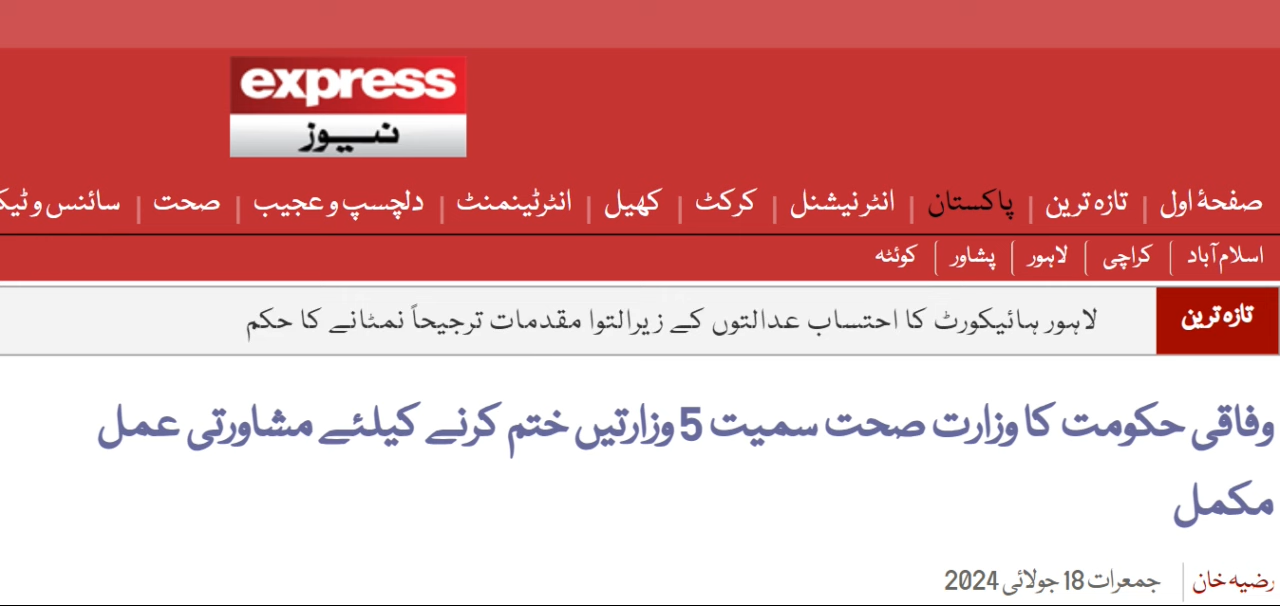 express
نیوز
صفحۂ اول | تازہ ترین | پاکستان | انٹرنیشنل | کرکٹ | کھیل | انٹرٹینمنٹ | دلچسپ و عجیب | صحت | سائنس و ٹیک
اسلام آباد | کراچی | لاہور | پشاور | کوئٹہ
تازہ ترین
لاہور ہائیکورٹ کا احتساب عدالتوں کے زیرالتوا مقدمات ترجیحاً نمٹانے کا حکم
وفاقی حکومت کا وزارت صحت سمیت 5 وزارتیں ختم کرنے کیلئے مشاورتی عمل
مکمل
رضیہ خان | جمعرات 18 جولائی 2024